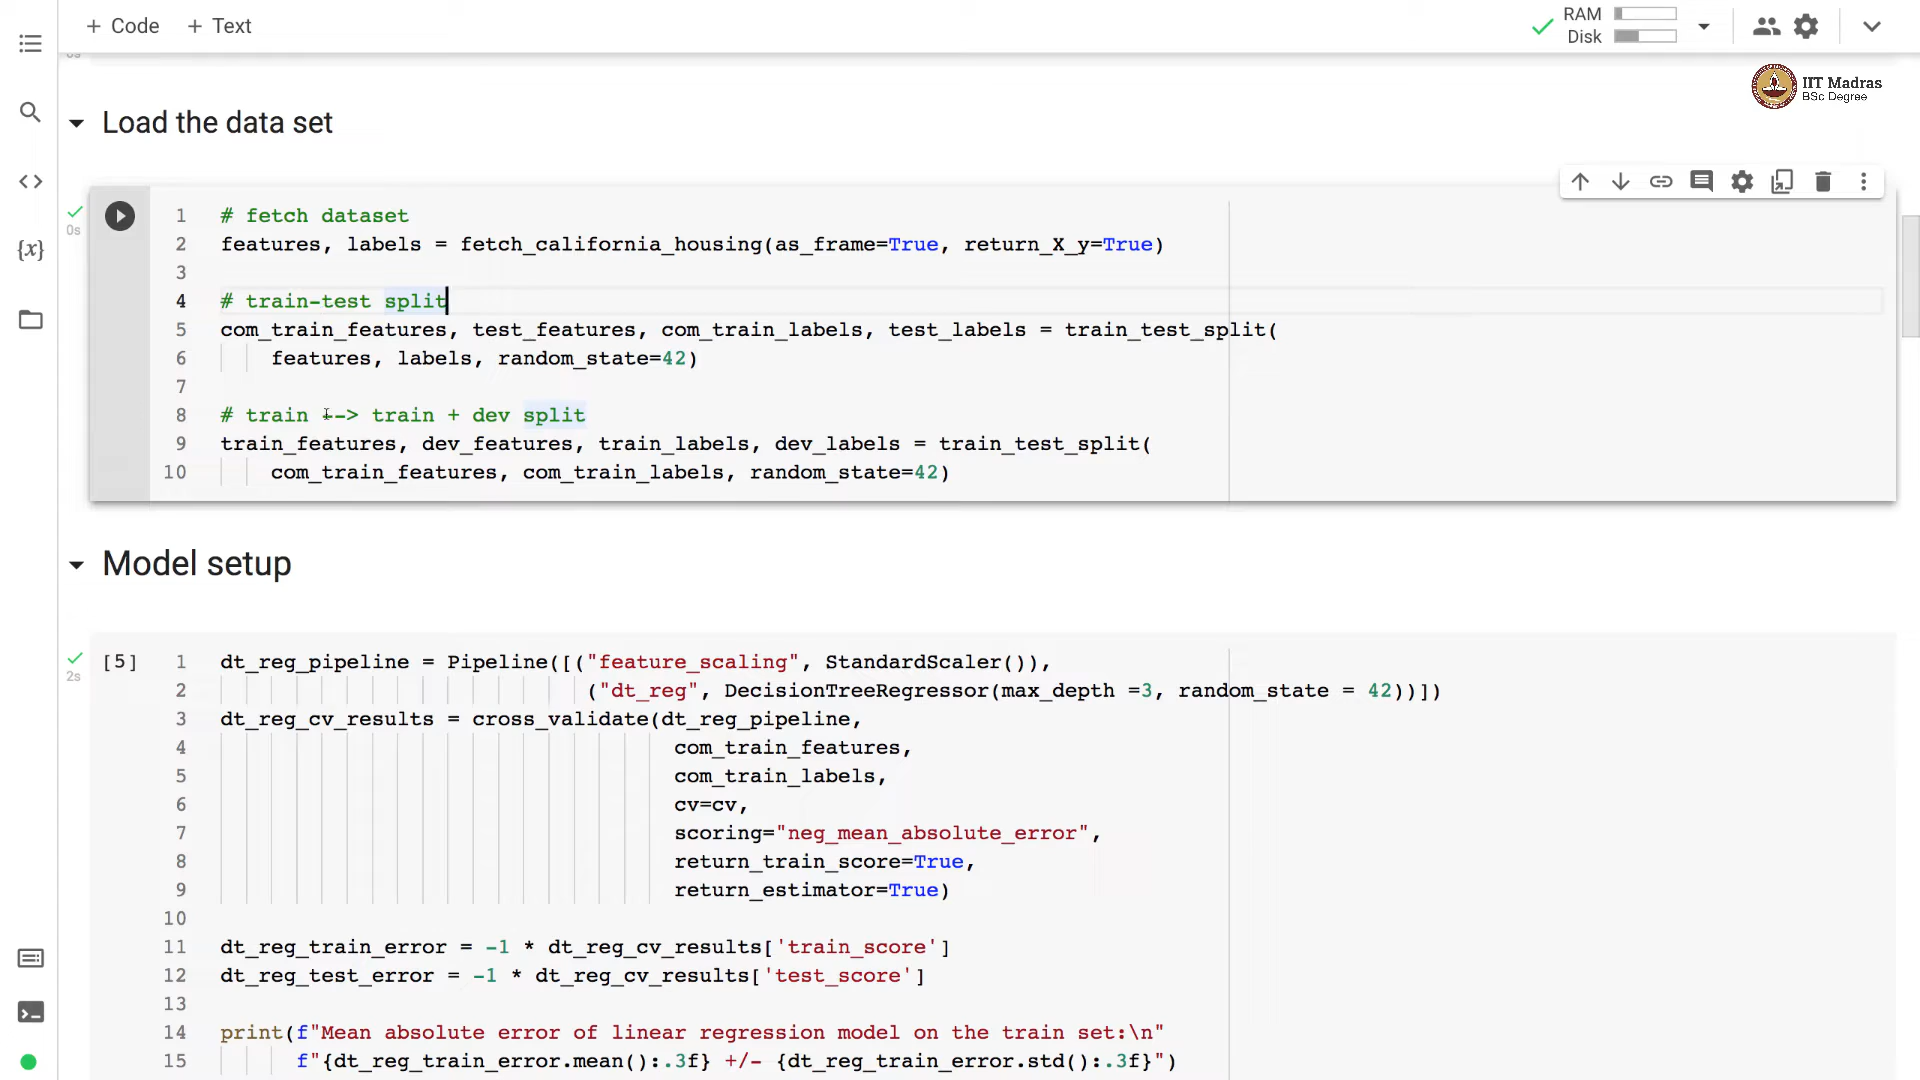 + Code + Text
RAM
Disk
IIT Madras
BSc Degree
Load the data set
0s
1 # fetch dataset
2 features, labels = fetch_california_housing(as_frame=True, return_X_y=True)
3
4 # train-test split
5 com_train_features, test_features, com_train_labels, test_labels = train_test_split(
6 features, labels, random_state=42)
7
8 # train --> train + dev split
9 train_features, dev_features, train_labels, dev_labels = train_test_split(
10 com_train_features, com_train_labels, random_state=42)
{x}
Model setup
2s
[5] 1 dt_reg_pipeline = Pipeline([("feature_scaling", StandardScaler()),
2 ("dt_reg", DecisionTreeRegressor(max_depth =3, random_state = 42))])
3 dt_reg_cv_results = cross_validate(dt_reg_pipeline,
4 com_train_features,
5 com_train_labels,
6 cv=cv,
7 scoring="neg_mean_absolute_error",
8 return_train_score=True,
9 return_estimator=True)
10
11 dt_reg_train_error = -1 * dt_reg_cv_results['train_score']
12 dt_reg_test_error = -1 * dt_reg_cv_results['test_score']
13
14 print(f"Mean absolute error of linear regression model on the train set:\n"
15 f"{dt_reg_train_error.mean():.3f} +/- {dt_reg_train_error.std():.3f}")